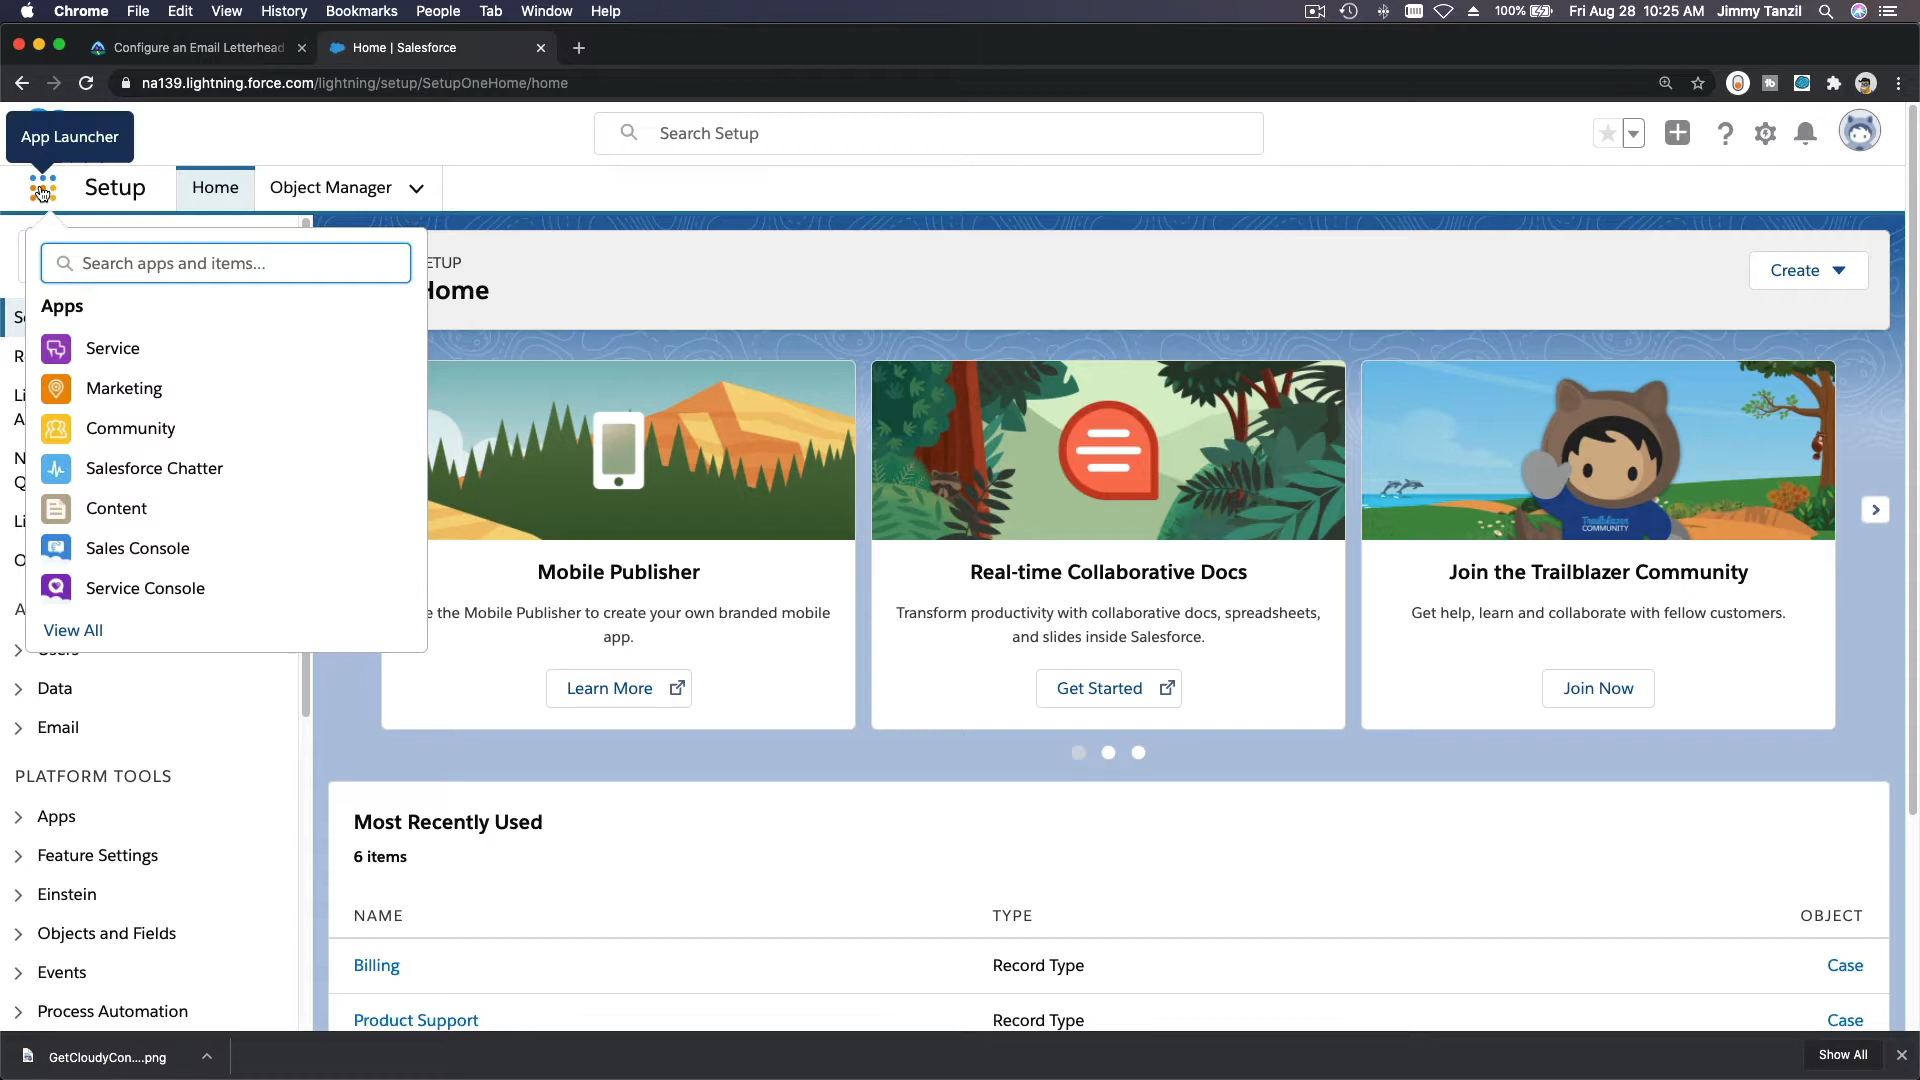 Chrome File Edit View History Bookmarks People Tab Window Help
100% Fri Aug 28 10:25 AM Jimmy Tanzil
Configure an Email Letterhead
Home | Salesforce
na139.lightning.force.com/lightning/setup/SetupOneHome/home
App Launcher
Search Setup
Setup
Home
Object Manager
Search apps and items...
Apps
Service
Marketing
Community
Salesforce Chatter
Content
Sales Console
Service Console
View All
Users
Data
Email
PLATFORM TOOLS
Apps
Feature Settings
Einstein
Objects and Fields
Events
Process Automation
ETUP
Home
Create
Mobile Publisher
e the Mobile Publisher to create your own branded mobile
app.
Learn More
Real-time Collaborative Docs
Transform productivity with collaborative docs, spreadsheets,
and slides inside Salesforce.
Get Started
Trailblazer
COMMUNITY
Join the Trailblazer Community
Get help, learn and collaborate with fellow customers.
Join Now
Most Recently Used
6 items
NAME TYPE OBJECT
Billing Record Type Case
Product Support Record Type Case
GetCloudyCon....png
Show All